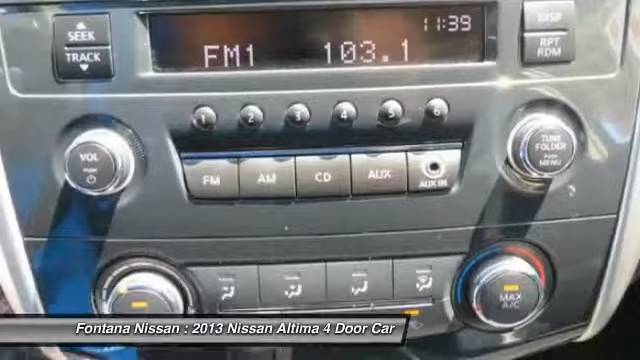 SEEK
TRACK
11:39
FM1 103.1
DISP
RPT
RDM
1 2 3 4 5 6
VOL
PUSH
TUNE
FOLDER
PUSH
MENU
FM AM CD AUX
AUX IN
MAX
A/C
Fontana Nissan : 2013 Nissan Altima 4 Door Car